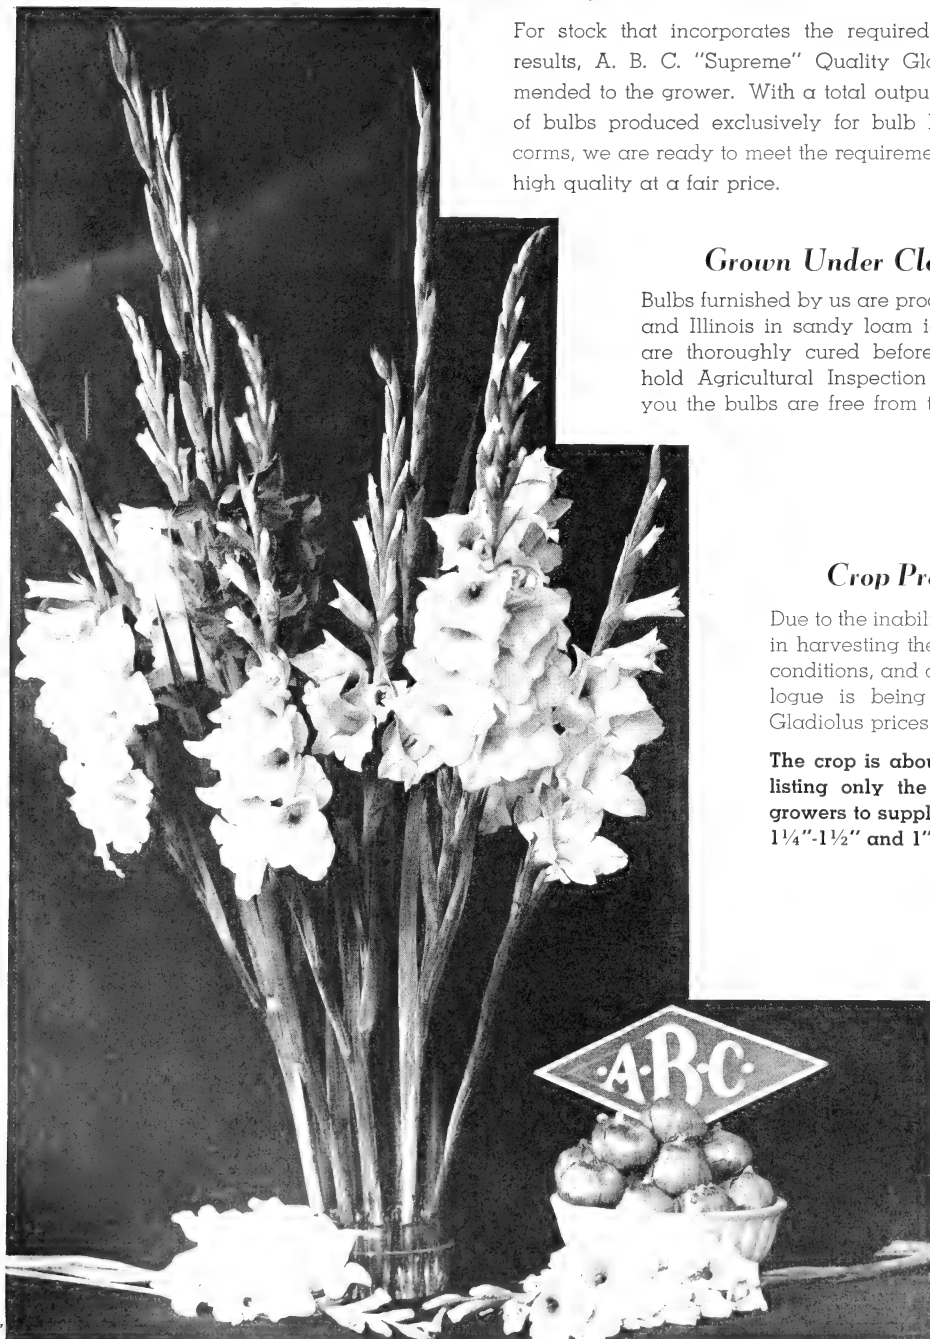 For stock that incorporates the required
results, A. B. C. "Supreme" Quality Gl
mended to the grower. With a total outpu
of bulbs produced exclusively for bulb
corms, we are ready to meet the requireme
high quality at a fair price.
Grown Under Cl
Bulbs furnished by us are pro
and Illinois in sandy loam i
are thoroughly cured before
hold Agricultural Inspection
you the bulbs are free from t
Crop Pr
Due to the inabil
in harvesting the
conditions, and
logue is being
Gladiolus prices
The crop is abou
listing only the
growers to suppl
1¼"-1½" and 1"
·A·B·C·